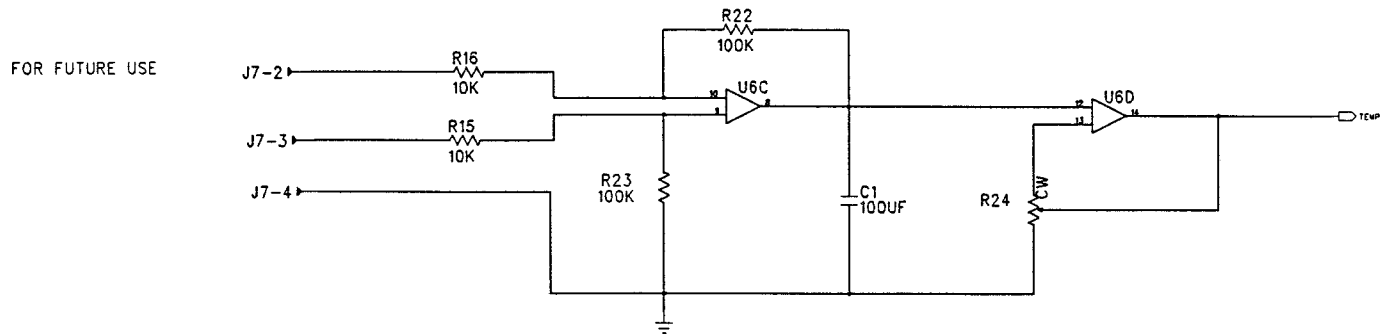 R22
100K
FOR FUTURE USE
J7-2
R16
10K
10
9
U6C
8
12
13
U6D
14
TEMP
J7-3
R15
10K
J7-4
R23
100K
C1
100UF
R24
CW